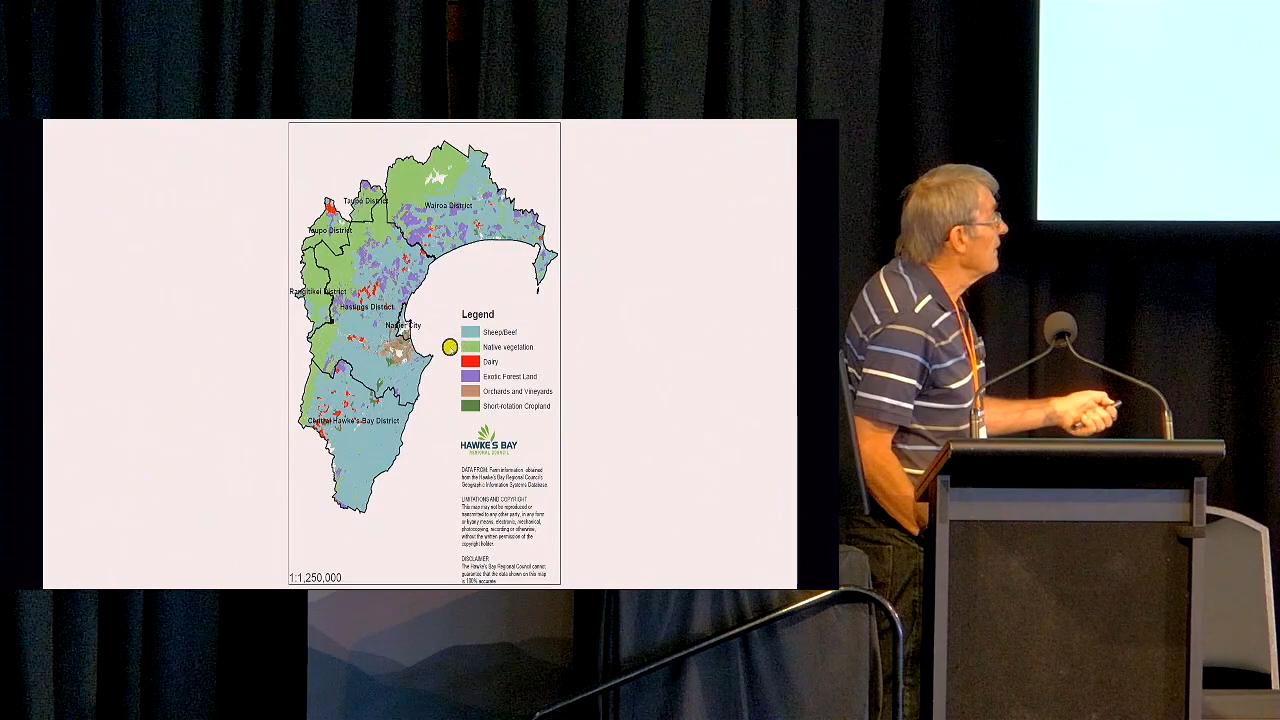 Taupo District
Wairoa District
Taupo District
Rangitikei District
Hastings District
Napier City
Central Hawke's Bay District
Legend
Sheep/Beef
Native vegetation
Dairy
Exotic Forest Land
Orchards and Vineyards
Short-rotation Cropland
HAWKE'S BAY
REGIONAL COUNCIL
DATA FROM: Farm information obtained
from the Hawke's Bay Regional Council's
Geographic Information Systems Database.
LIMITATIONS AND COPYRIGHT
This map may not be reproduced or
transmitted to any other party, in any form
or by any means, electronic, mechanical,
photocopying, recording or otherwise,
without the written permission of the
copyright holder.
DISCLAIMER
The Hawke's Bay Regional Council cannot
guarantee that the data shown on this map
is 100% accurate
1:1,250,000